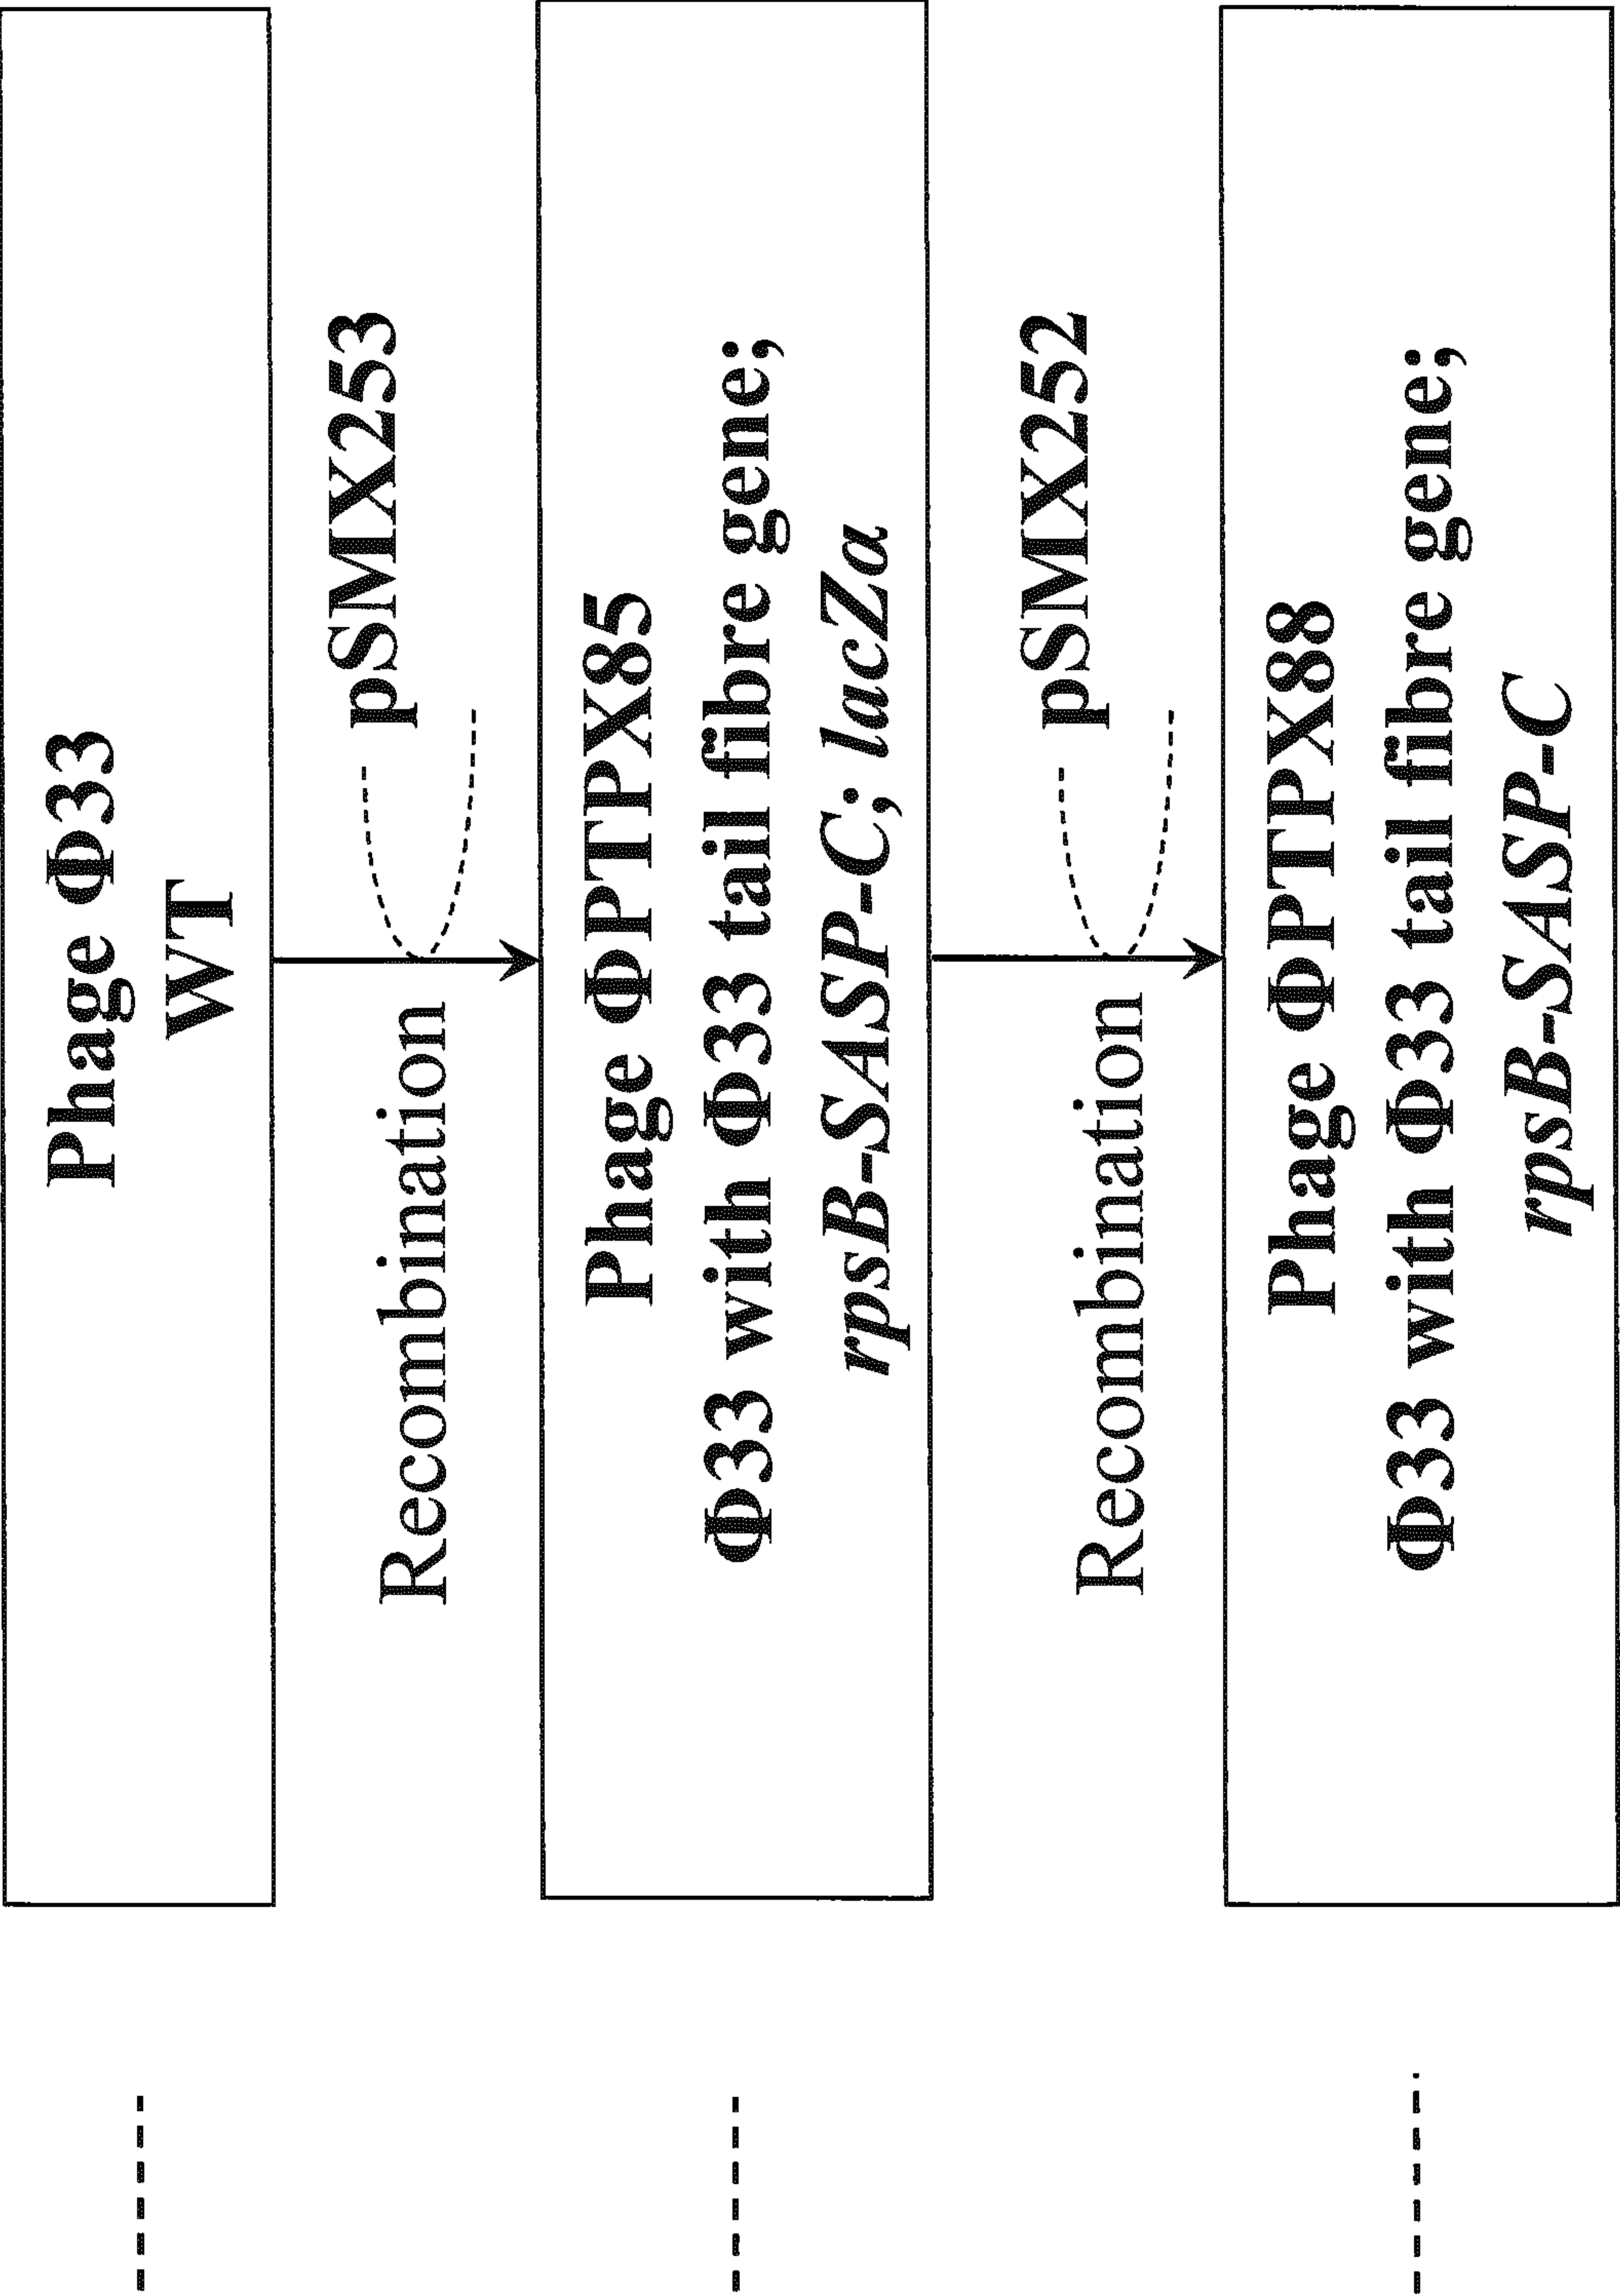 Phage Φ33
WT
Recombination
pSMX253
Phage ΦPTPX85
Φ33 with Φ33 tail fibre gene;
rpsB-SASP-C; lacZa
Recombination
pSMX252
Phage ΦPTPX88
Φ33 with Φ33 tail fibre gene;
rpsB-SASP-C